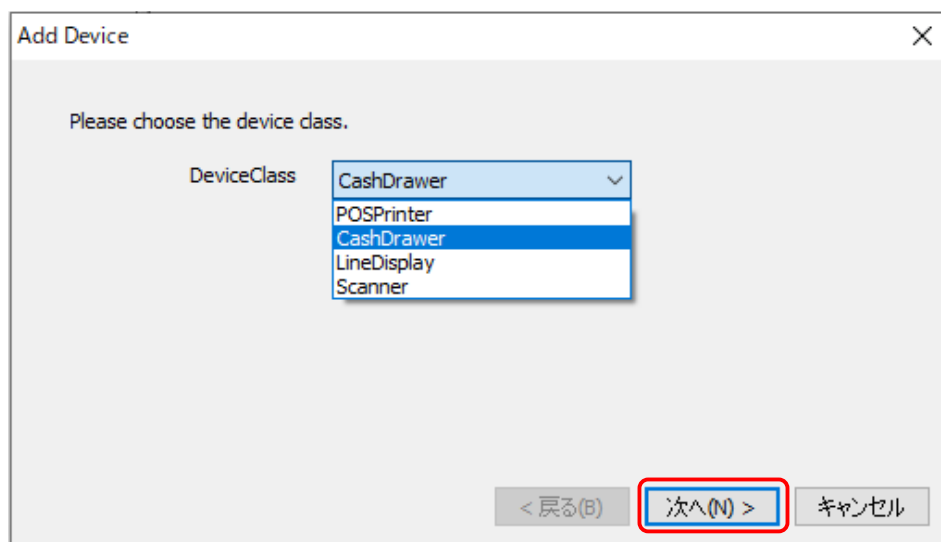 Add Device
Please choose the device class.
DeviceClass
CashDrawer
POSPrinter
CashDrawer
LineDisplay
Scanner
< 戻る(B)
次へ(N) >
キャンセル